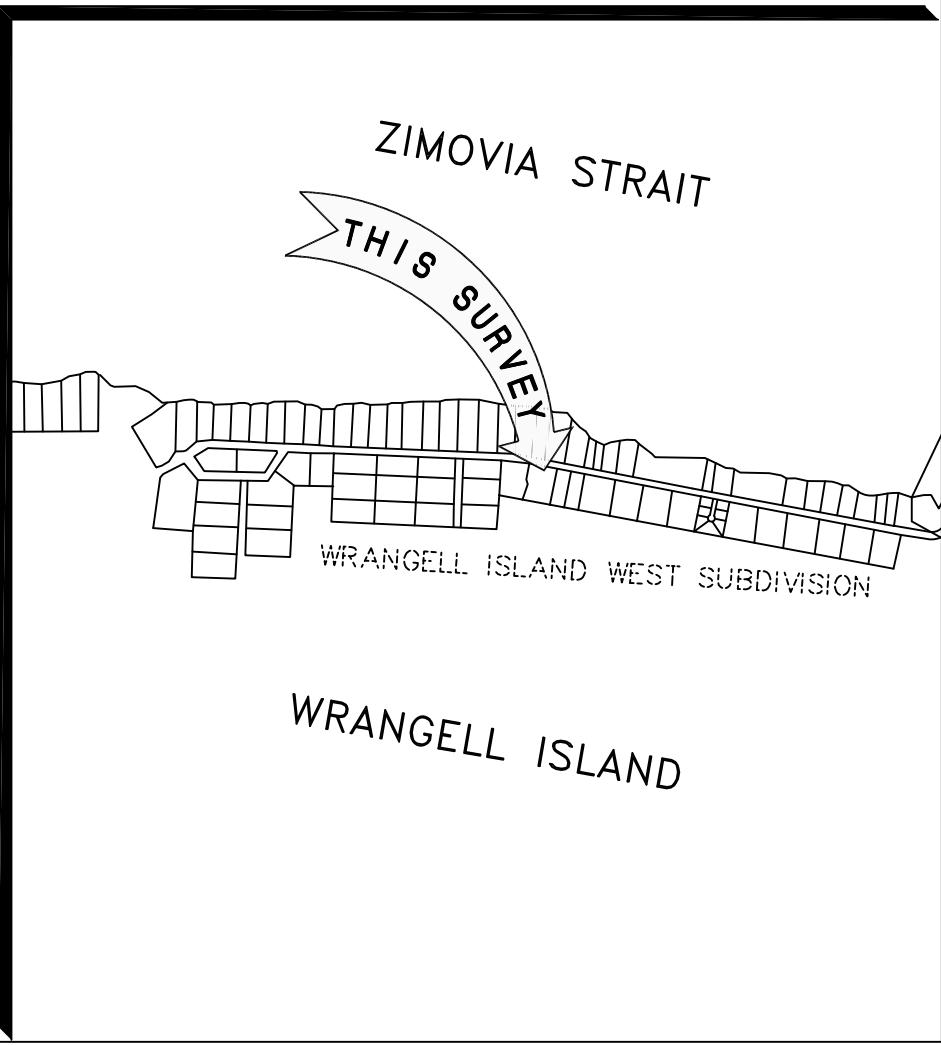 ZIMOVIA STRAIT
THIS SURVEY
WRANGELL ISLAND WEST SUBDIVISION
WRANGELL ISLAND